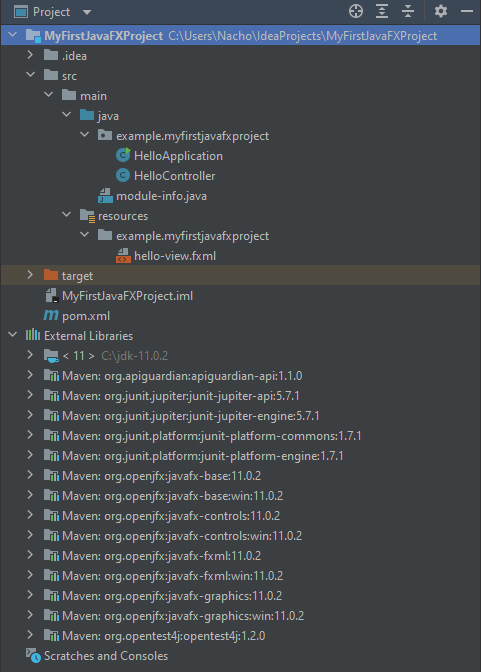 Project
MyFirstJavaFXProject C:\Users\Nacho\IdeaProjects\MyFirstJavaFXProject
.idea
src
main
java
example.myfirstjavafxproject
HelloApplication
HelloController
module-info.java
resources
example.myfirstjavafxproject
hello-view.fxml
target
MyFirstJavaFXProject.iml
pom.xml
External Libraries
< 11 > C:\jdk-11.0.2
Maven: org.apiguardian:apiguardian-api:1.1.0
Maven: org.junit.jupiter:junit-jupiter-api:5.7.1
Maven: org.junit.jupiter:junit-jupiter-engine:5.7.1
Maven: org.junit.platform:junit-platform-commons:1.7.1
Maven: org.junit.platform:junit-platform-engine:1.7.1
Maven: org.openjfx:javafx-base:11.0.2
Maven: org.openjfx:javafx-base:win:11.0.2
Maven: org.openjfx:javafx-controls:11.0.2
Maven: org.openjfx:javafx-controls:win:11.0.2
Maven: org.openjfx:javafx-fxml:11.0.2
Maven: org.openjfx:javafx-fxml:win:11.0.2
Maven: org.openjfx:javafx-graphics:11.0.2
Maven: org.openjfx:javafx-graphics:win:11.0.2
Maven: org.opentest4j:opentest4j:1.2.0
Scratches and Consoles